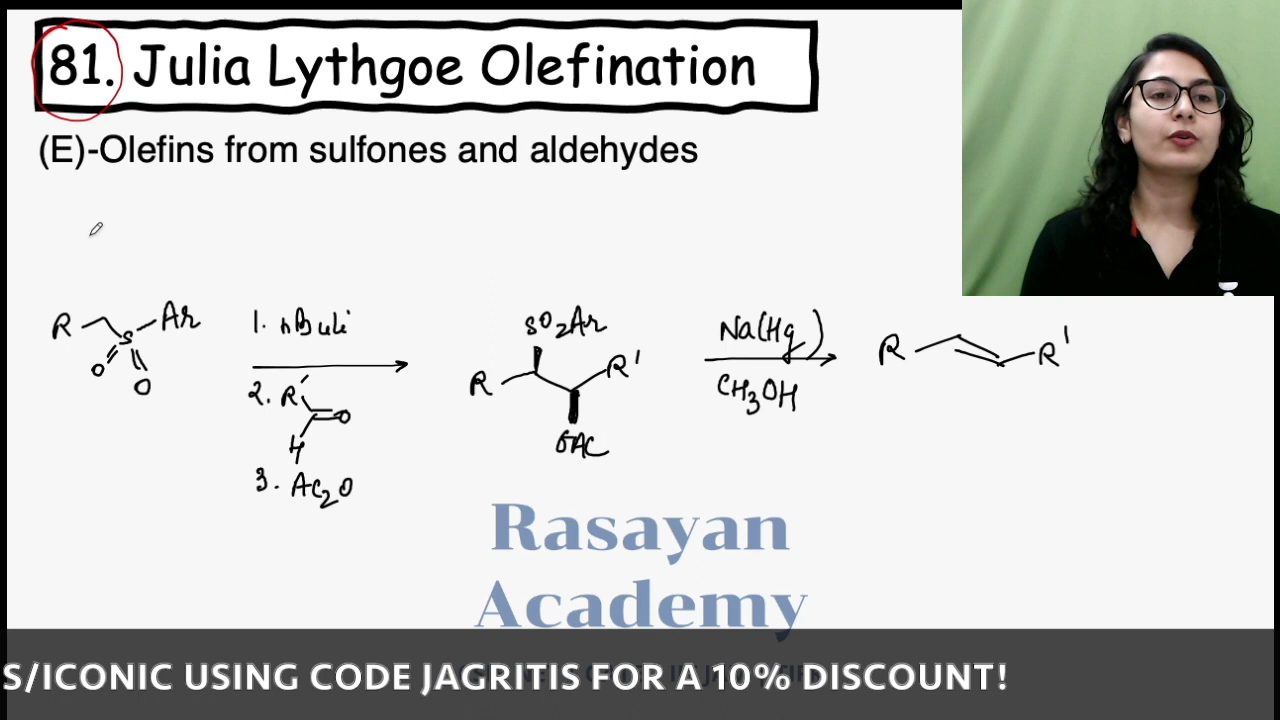 81. Julia Lythgoe Olefination
(E)-Olefins from sulfones and aldehydes
R S Ar
O O
1. nBuLi
2. R' O
H
3. Ac2O
SO2Ar
R R'
OAC
Na(Hg)
CH3OH
R R'
Rasayan
Academy
S/ICONIC USING CODE JAGRITIS FOR A 10% DISCOUNT!